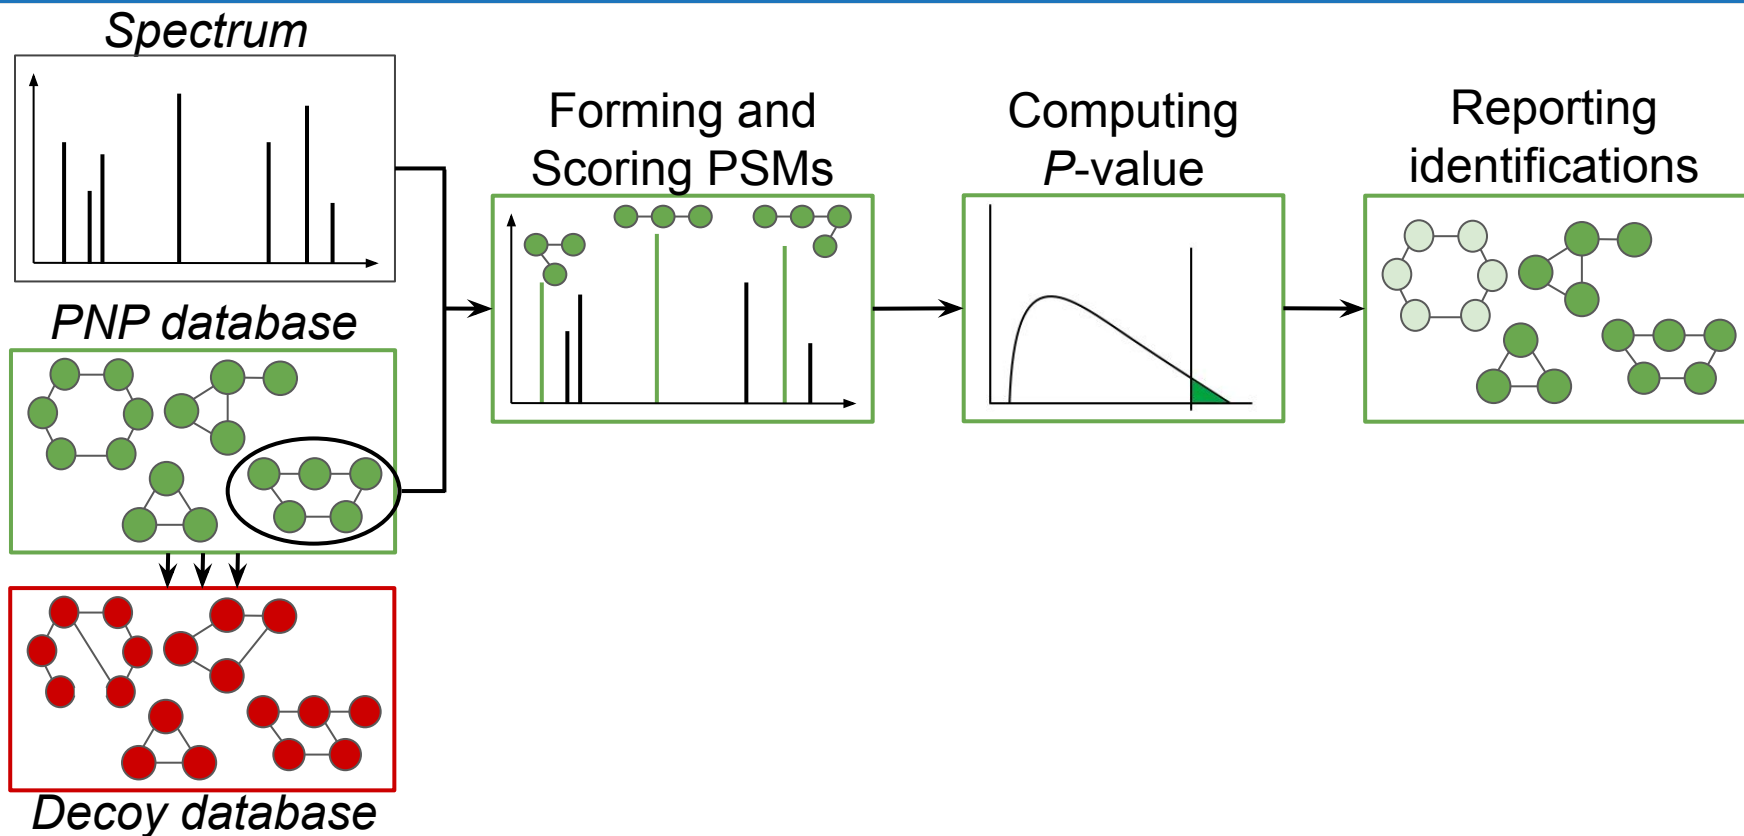 Spectrum
PNP database
Decoy database
Forming and
Scoring PSMs
Computing
P-value
Reporting
identifications